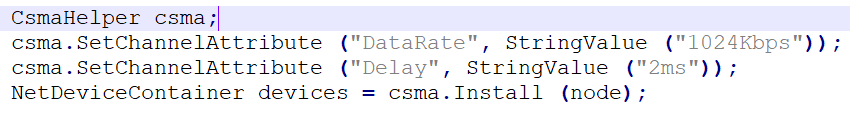 CsmaHelper csma;
csma.SetChannelAttribute ("DataRate", StringValue ("1024Kbps"));
csma.SetChannelAttribute ("Delay", StringValue ("2ms"));
NetDeviceContainer devices = csma.Install (node);